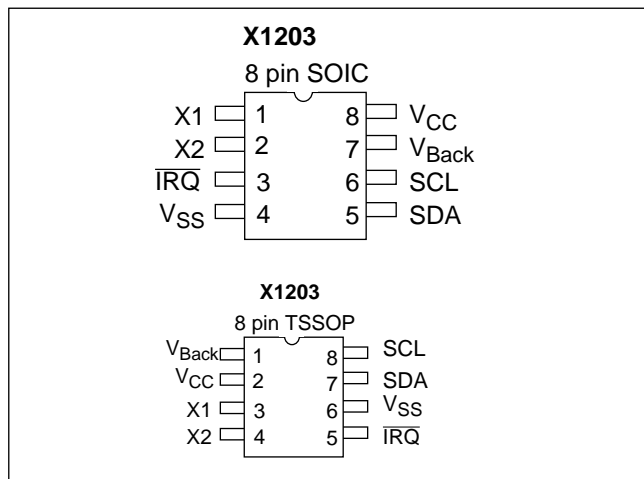 X1203
8 pin SOIC
X1 1 8 VCC
X2 2 7 VBack
IRQ 3 6 SCL
VSS 4 5 SDA
X1203
8 pin TSSOP
VBack 1 8 SCL
VCC 2 7 SDA
X1 3 6 VSS
X2 4 5 IRQ